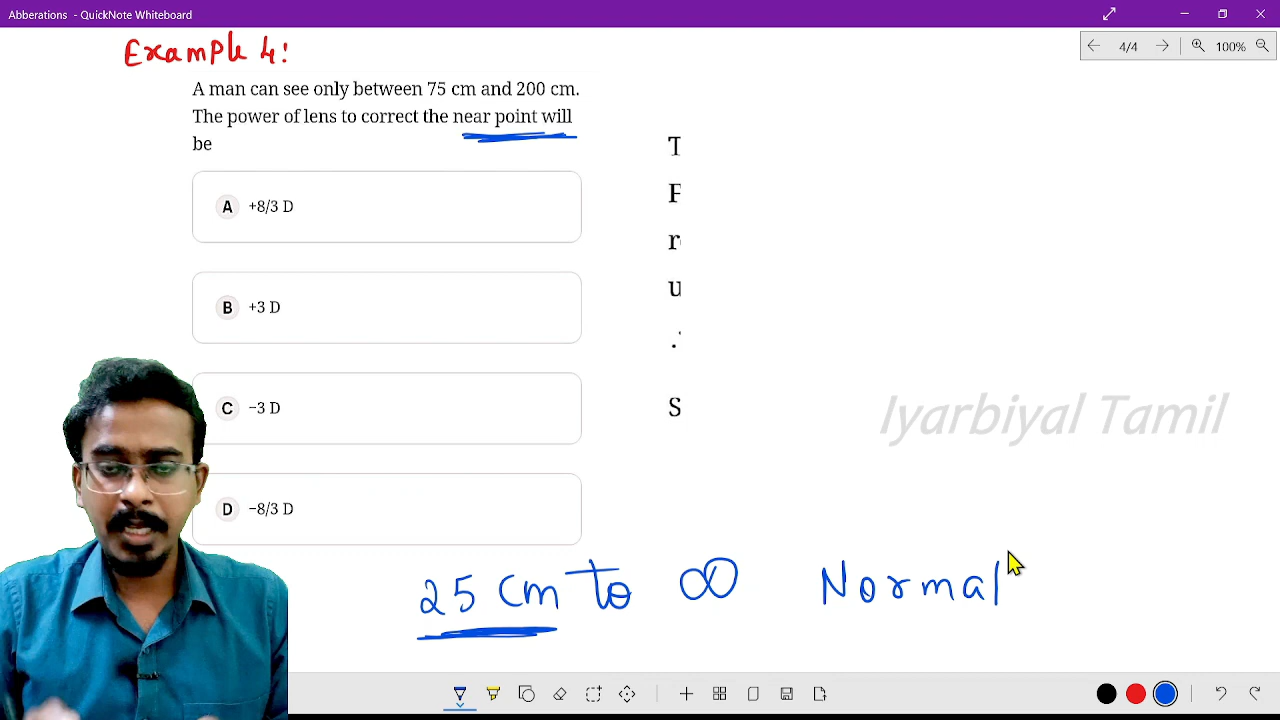 Abberations - QuickNote Whiteboard
4/4
100%
Example 4:
A man can see only between 75 cm and 200 cm.
The power of lens to correct the near point will
be
A +8/3 D
B +3 D
C −3 D
D −8/3 D
T
F
r
u
S
Iyarbiyal Tamil
25 cm to ∞ Normal